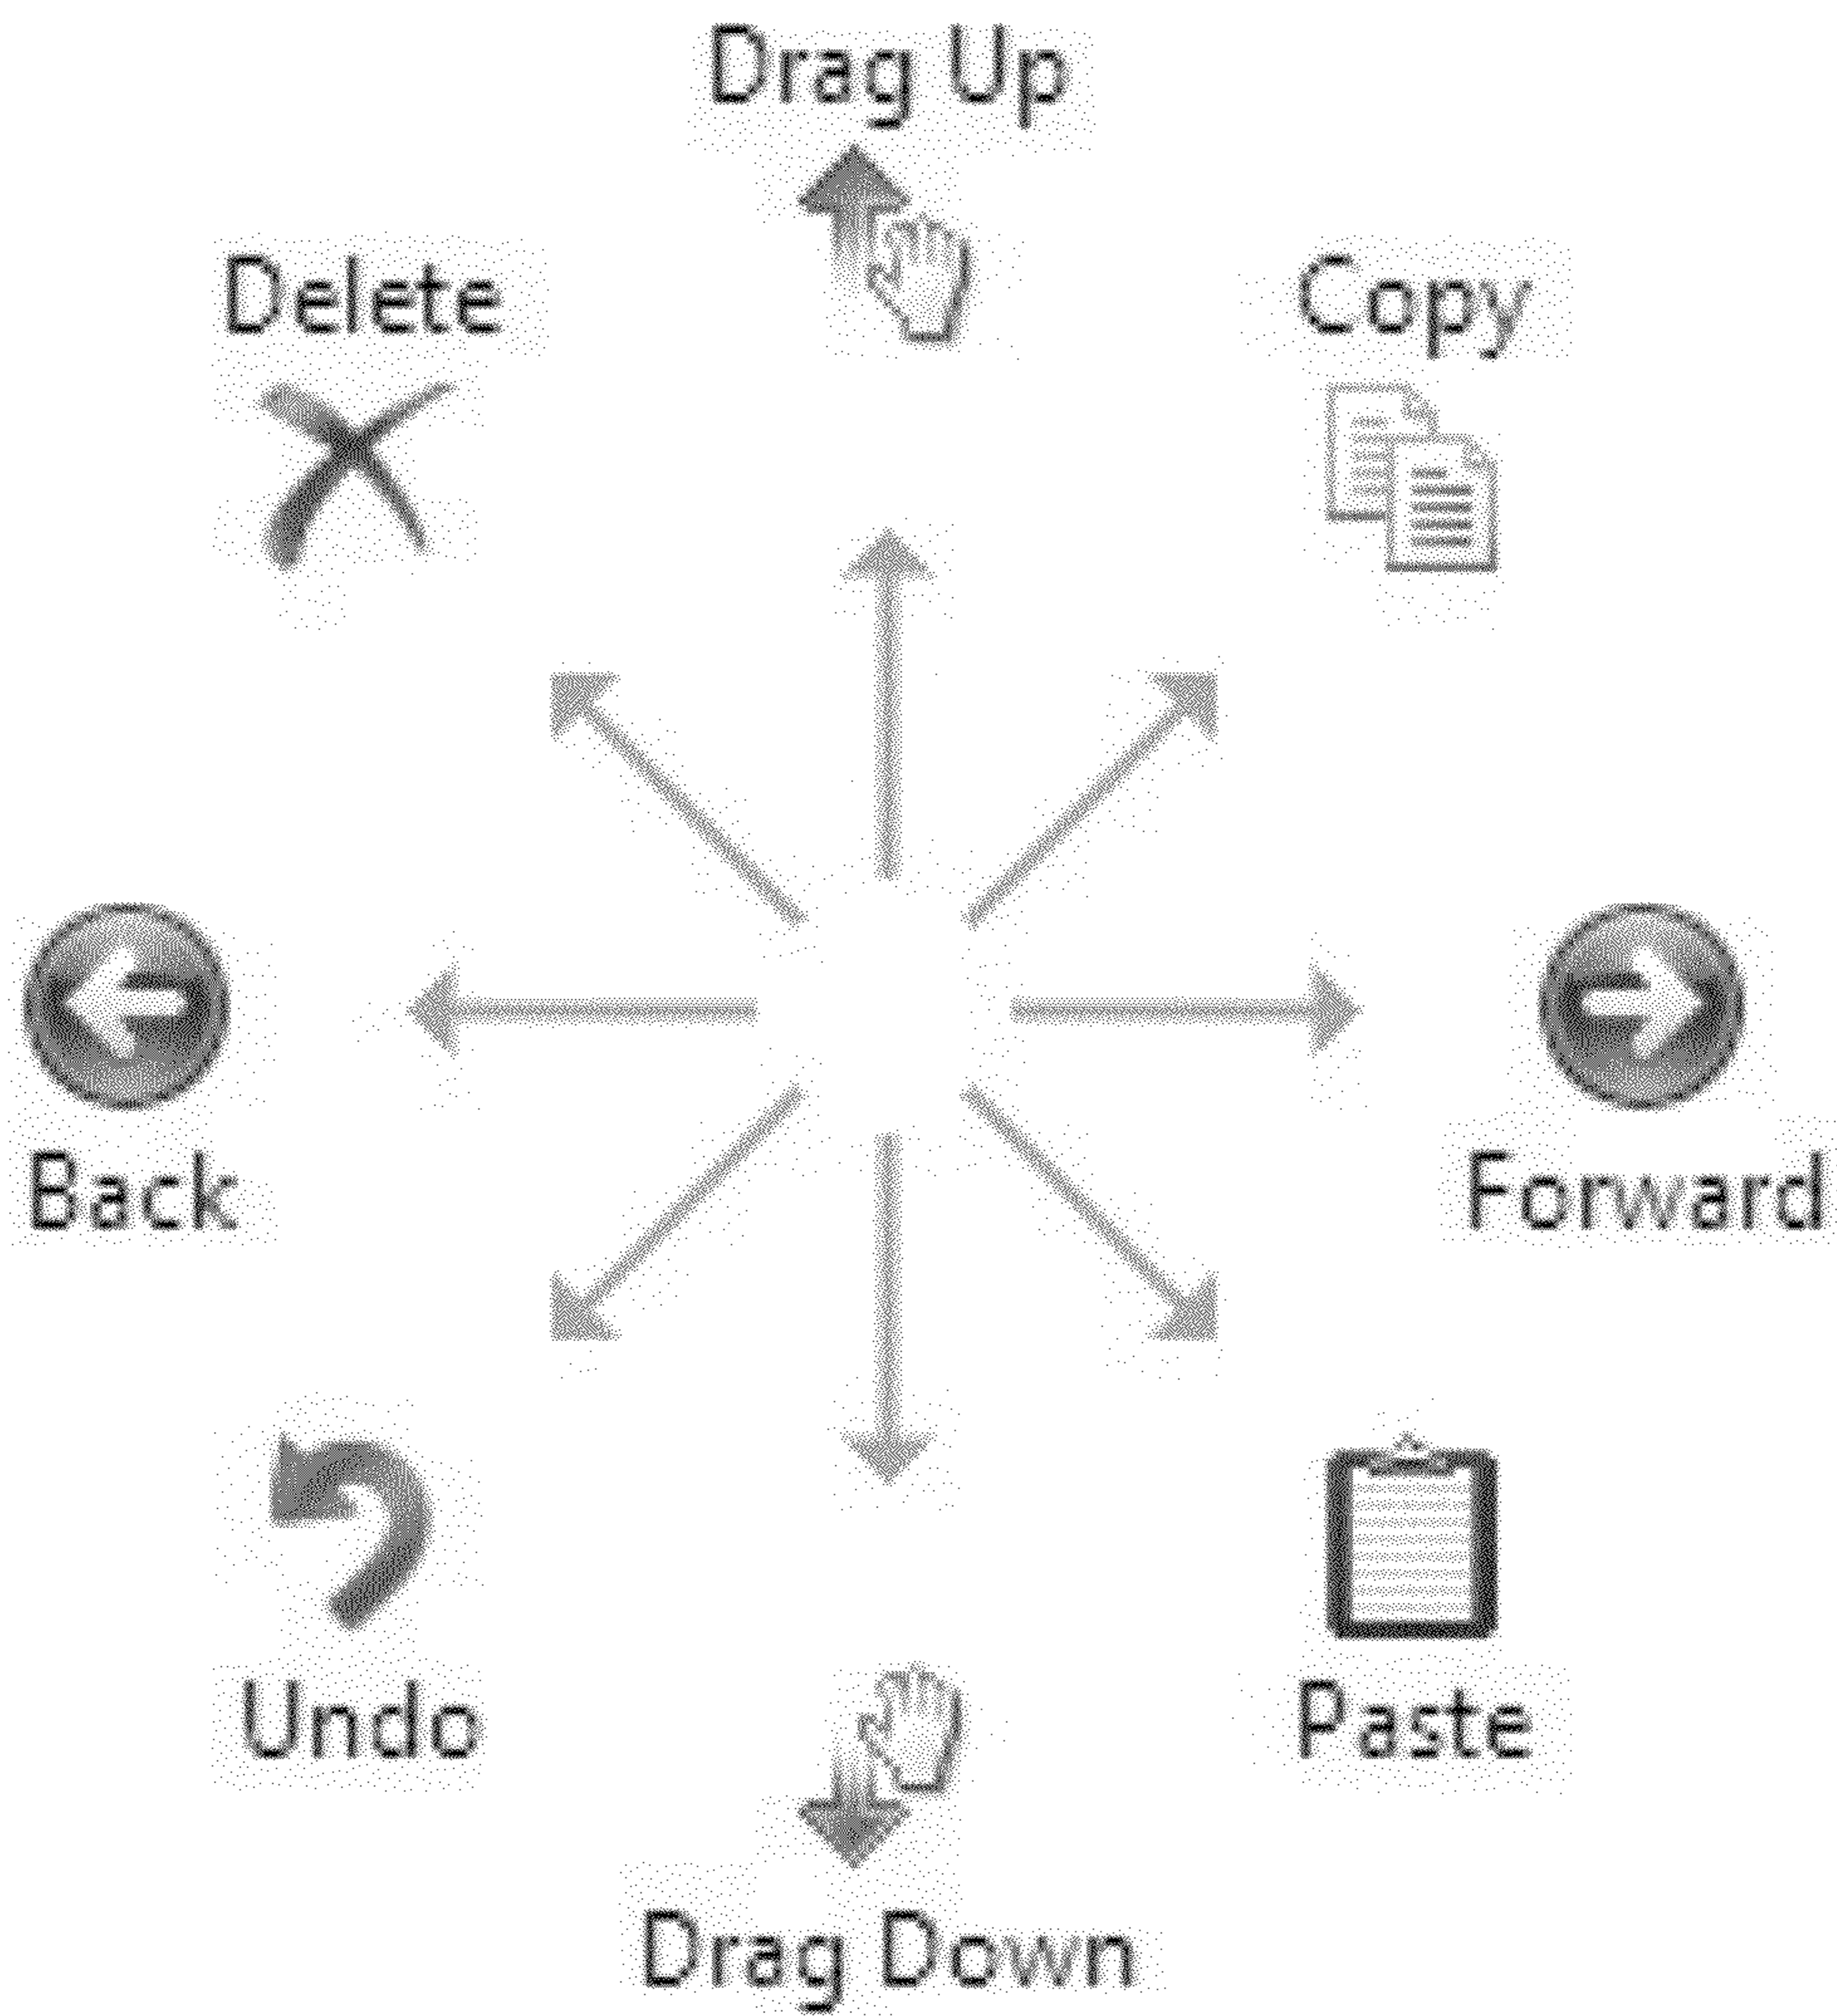 Drag Up
Delete
Copy
Back
Forward
Undo
Paste
Drag Down